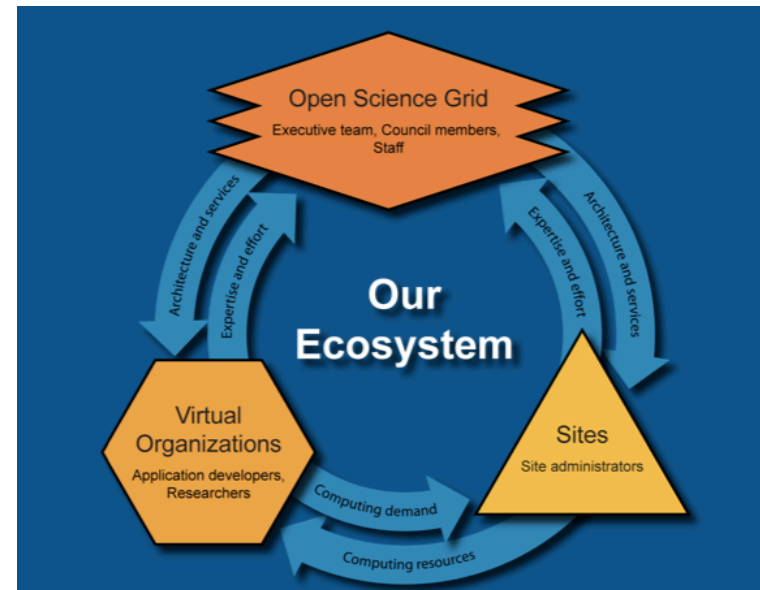 Open Science Grid
Executive team, Council members,
Staff
Architecture and services
Expertise and effort
Expertise and effort
Architecture and services
Our
Ecosystem
Virtual
Organizations
Application developers,
Researchers
Sites
Site administrators
Computing demand
Computing resources